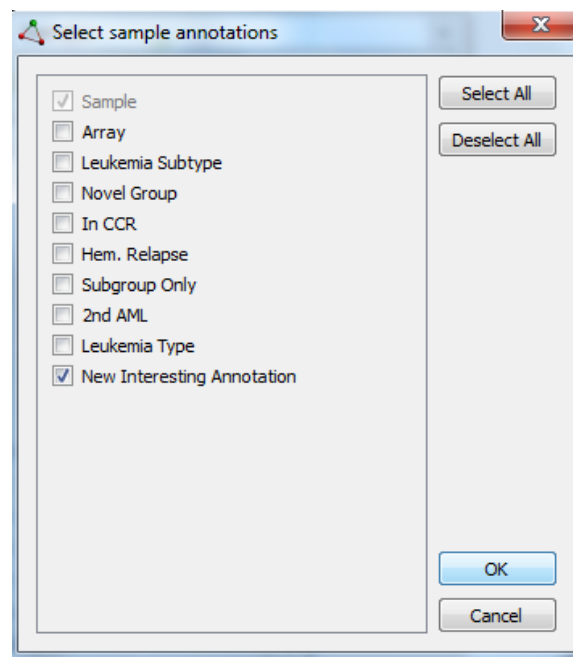 Select sample annotations
Sample
Array
Leukemia Subtype
Novel Group
In CCR
Hem. Relapse
Subgroup Only
2nd AML
Leukemia Type
New Interesting Annotation
Select All
Deselect All
OK
Cancel